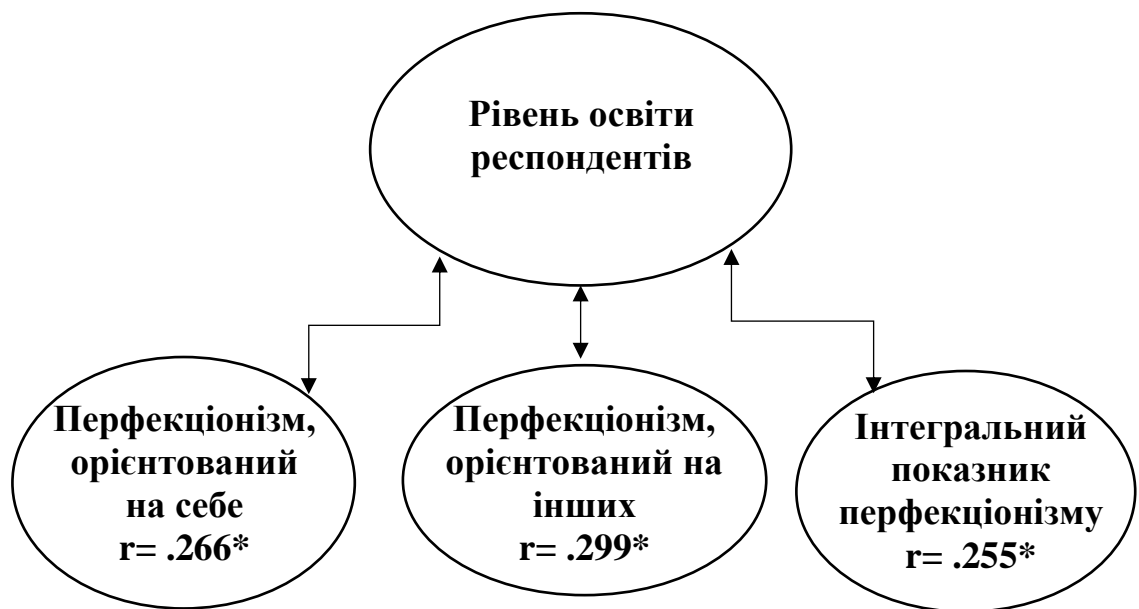 Рівень освіти
респондентів
Перфекціонізм,
орієнтований
на себе
r= .266*
Перфекціонізм,
орієнтований на
інших
r= .299*
Інтегральний
показник
перфекціонізму
r= .255*